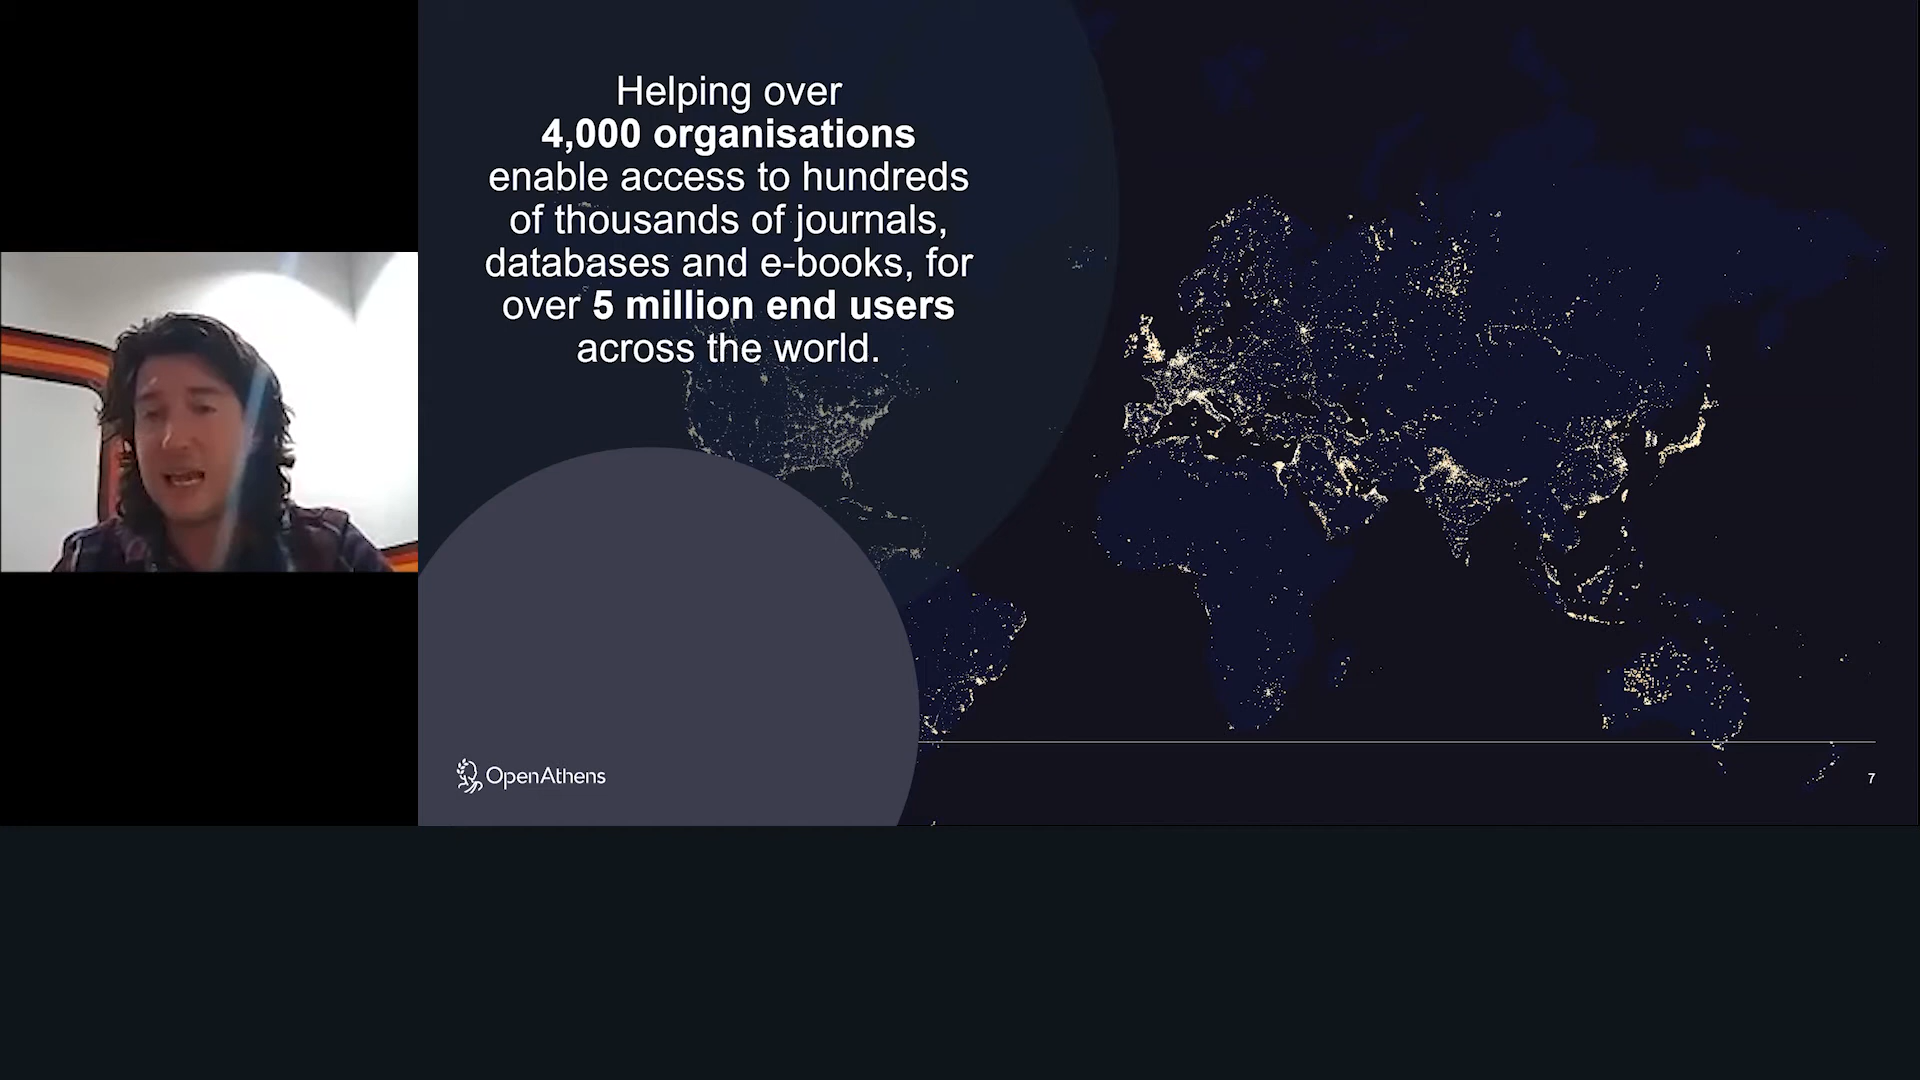 Helping over
4,000 organisations
enable access to hundreds
of thousands of journals,
databases and e-books, for
over 5 million end users
across the world.
OpenAthens
7